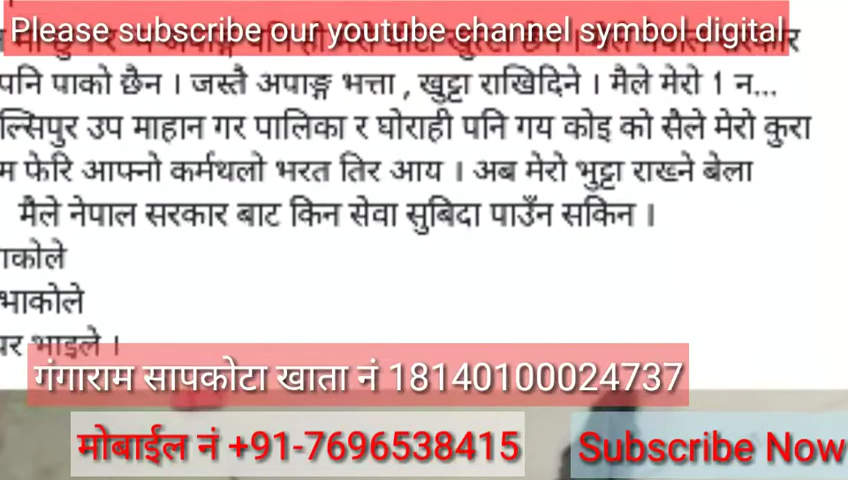 Please subscribe our youtube channel symbol digital
पनि पाको छैन । जस्तै अपाङ्ग भत्ता , खुट्टा राखिदिने । मैले मेरो 1 न...
ल्सिपुर उप माहान गर पालिका र घोराही पनि गय कोइ को सैले मेरो कुरा
म फेरि आफ्नो कर्मथलो भरत तिर आय । अब मेरो भुट्टा राख्ने बेला
मैले नेपाल सरकार बाट किन सेवा सुबिदा पाउँन सकिन ।
ाकोले
भाकोले
पर भाइले ।
गंगाराम सापकोटा खाता नं 18140100024737
मोबाईल नं +91-7696538415
Subscribe Now